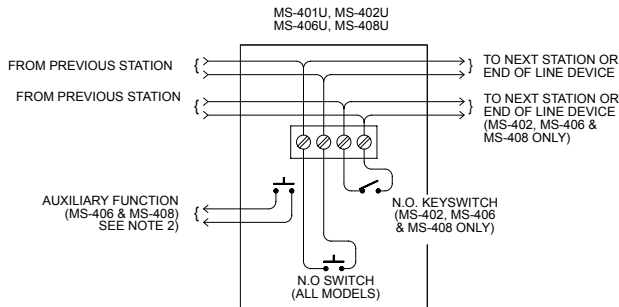 MS-401U, MS-402U
MS-406U, MS-408U
FROM PREVIOUS STATION
TO NEXT STATION OR
END OF LINE DEVICE
FROM PREVIOUS STATION
TO NEXT STATION OR
END OF LINE DEVICE
(MS-402, MS-406 &
MS-408 ONLY)
AUXILIARY FUNCTION
(MS-406 & MS-408)
SEE NOTE 2)
N.O. KEYSWITCH
(MS-402, MS-406
& MS-408 ONLY)
N.O SWITCH
(ALL MODELS)